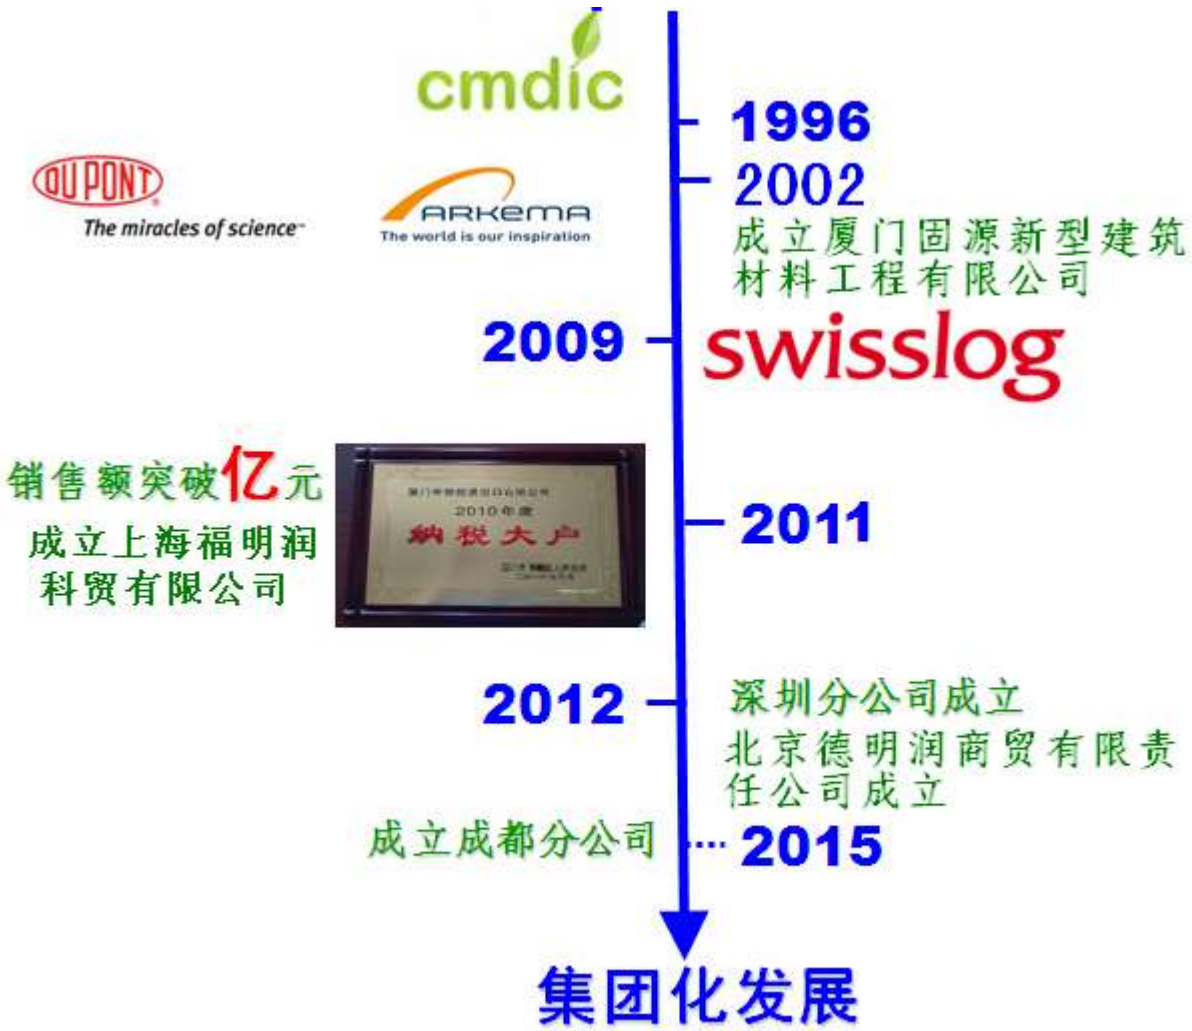 cmdic
1996
DU PONT
The miracles of science
ARKEMA
The world is our inspiration
2002
成立厦门固源新型建筑
材料工程有限公司
2009
swisslog
销售额突破亿元
成立上海福明润
科贸有限公司
2010年度
纳税大户
2011
2012
深圳分公司成立
北京德明润商贸有限责
任公司成立
成立成都分公司
2015
集团化发展